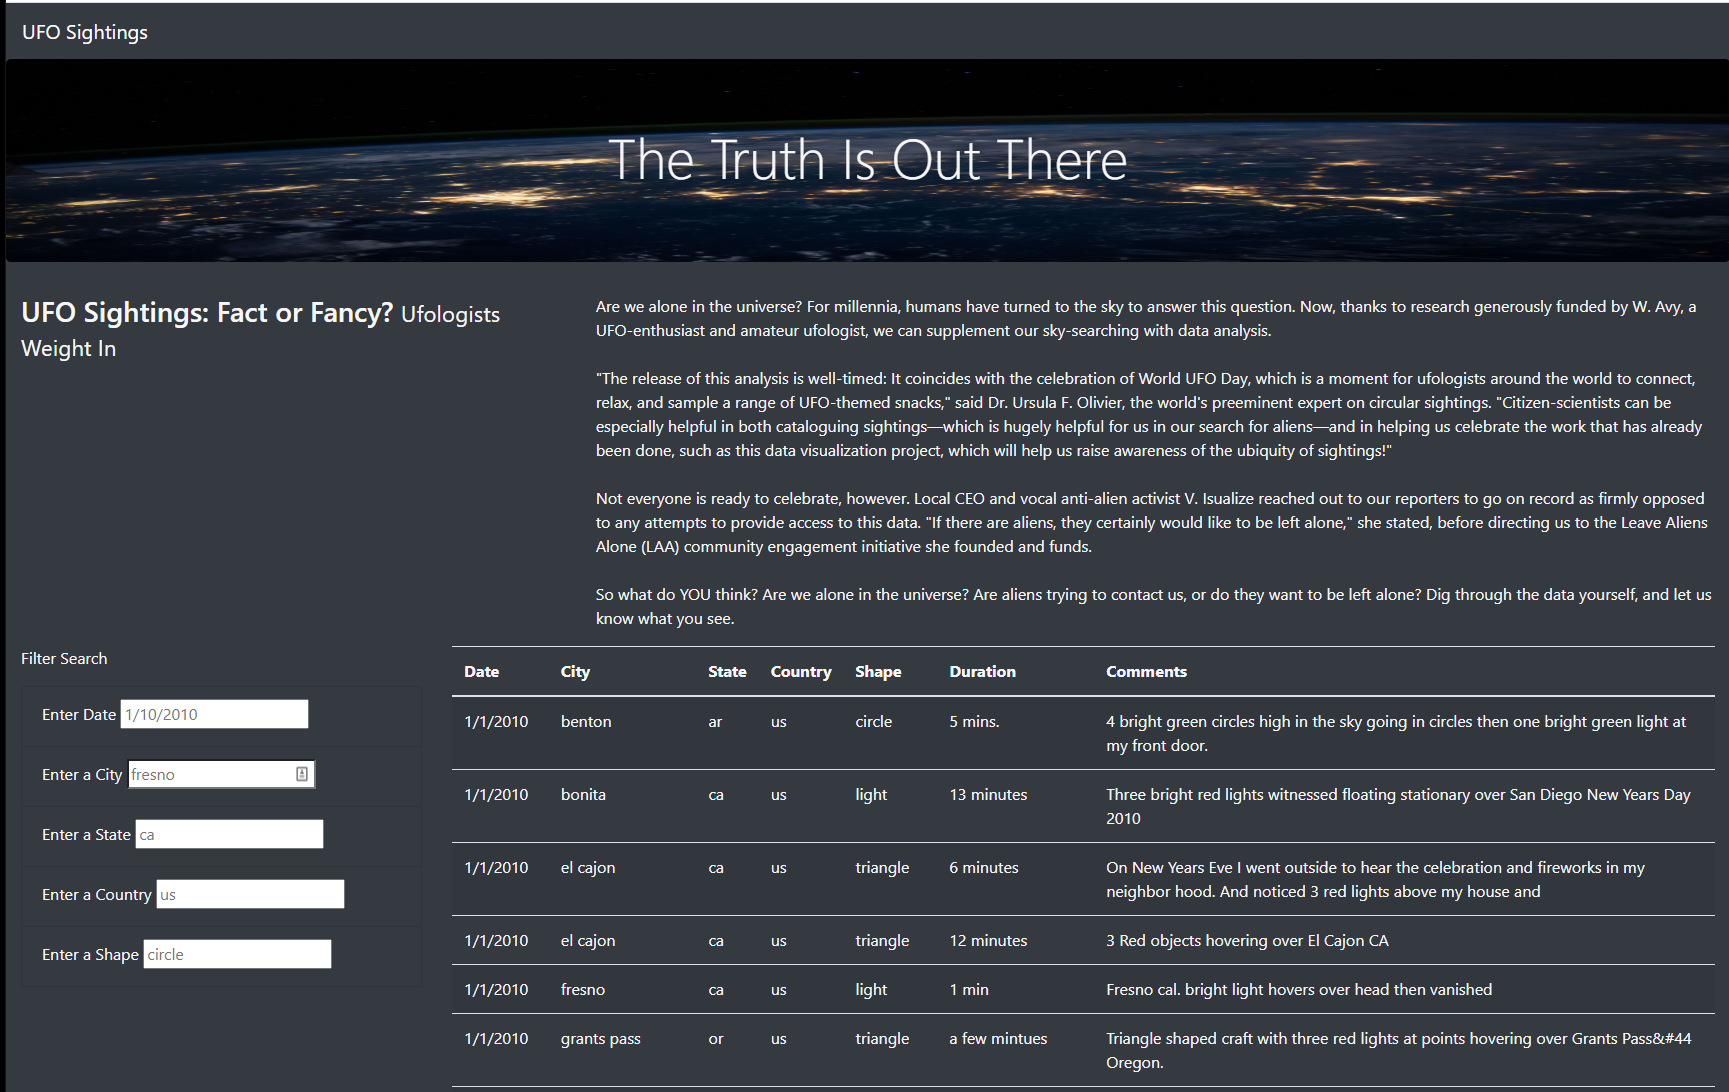 UFO Sightings
The Truth Is Out There
UFO Sightings: Fact or Fancy? Ufologists
Weight In
Are we alone in the universe? For millennia, humans have turned to the sky to answer this question. Now, thanks to research generously funded by W. Avy, a
UFO-enthusiast and amateur ufologist, we can supplement our sky-searching with data analysis.
"The release of this analysis is well-timed: It coincides with the celebration of World UFO Day, which is a moment for ufologists around the world to connect,
relax, and sample a range of UFO-themed snacks," said Dr. Ursula F. Olivier, the world's preeminent expert on circular sightings. "Citizen-scientists can be
especially helpful in both cataloguing sightings—which is hugely helpful for us in our search for aliens—and in helping us celebrate the work that has already
been done, such as this data visualization project, which will help us raise awareness of the ubiquity of sightings!"
Not everyone is ready to celebrate, however. Local CEO and vocal anti-alien activist V. Isualize reached out to our reporters to go on record as firmly opposed
to any attempts to provide access to this data. "If there are aliens, they certainly would like to be left alone," she stated, before directing us to the Leave Aliens
Alone (LAA) community engagement initiative she founded and funds.
So what do YOU think? Are we alone in the universe? Are aliens trying to contact us, or do they want to be left alone? Dig through the data yourself, and let us
know what you see.
Filter Search
Enter Date 1/10/2010
Enter a City fresno
Enter a State ca
Enter a Country us
Enter a Shape circle
Date City State Country Shape Duration Comments
1/1/2010 benton ar us circle 5 mins. 4 bright green circles high in the sky going in circles then one bright green light at
my front door.
1/1/2010 bonita ca us light 13 minutes Three bright red lights witnessed floating stationary over San Diego New Years Day
2010
1/1/2010 el cajon ca us triangle 6 minutes On New Years Eve I went outside to hear the celebration and fireworks in my
neighbor hood. And noticed 3 red lights above my house and
1/1/2010 el cajon ca us triangle 12 minutes 3 Red objects hovering over El Cajon CA
1/1/2010 fresno ca us light 1 min Fresno cal. bright light hovers over head then vanished
1/1/2010 grants pass or us triangle a few mintues Triangle shaped craft with three red lights at points hovering over Grants Pass&#44
Oregon.